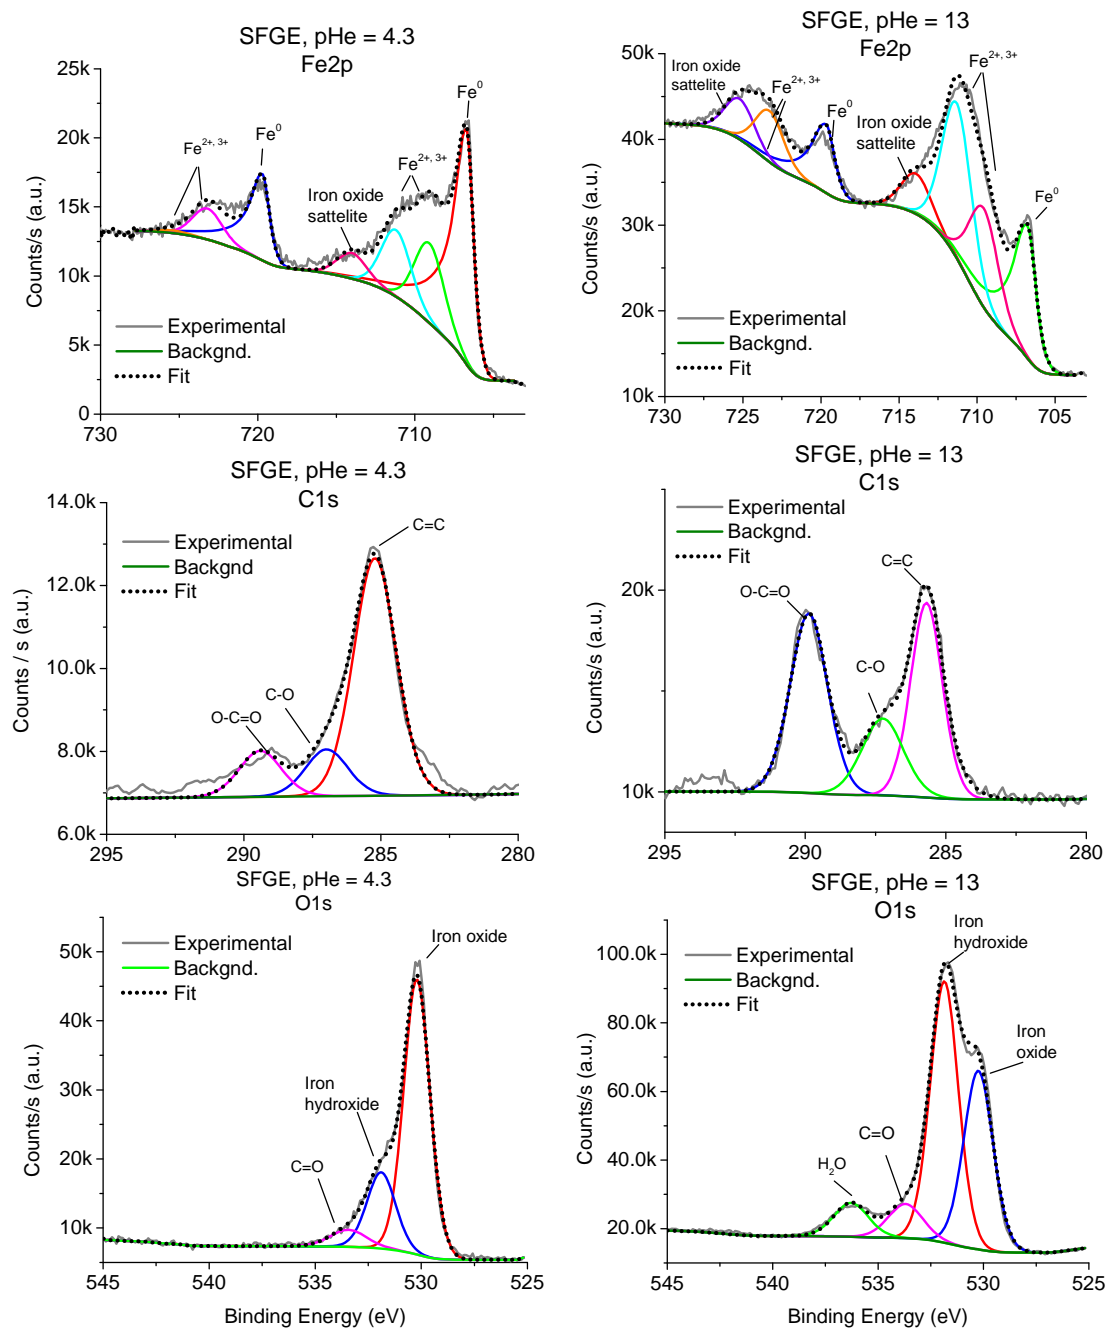 SFGE, pHe = 4.3
Fe2p
25k
20k
15k
10k
5k
0
Counts/s (a.u.)
Fe2+, 3+
Fe0
Iron oxide
sattelite
Fe2+, 3+
Fe0
Experimental
Backgnd.
Fit
730
720
710
SFGE, pHe = 13
Fe2p
50k
40k
30k
20k
10k
Counts/s (a.u.)
Iron oxide
sattelite
Fe2+, 3+
Fe0
Iron oxide
sattelite
Fe2+, 3+
Fe0
Experimental
Backgnd.
Fit
730
725
720
715
710
705
SFGE, pHe = 4.3
C1s
14.0k
12.0k
10.0k
8.0k
6.0k
Counts / s (a.u.)
Experimental
Backgnd
Fit
C=C
C-O
O-C=O
295
290
285
280
SFGE, pHe = 13
C1s
20k
10k
Counts/s (a.u.)
Experimental
Backgnd.
Fit
C=C
O-C=O
C-O
295
290
285
280
SFGE, pHe = 4.3
O1s
50k
40k
30k
20k
10k
Counts/s (a.u.)
Experimental
Backgnd.
Fit
Iron oxide
Iron
hydroxide
C=O
545
540
535
530
525
Binding Energy (eV)
SFGE, pHe = 13
O1s
100.0k
80.0k
60.0k
40.0k
20.0k
Counts/s (a.u.)
Experimental
Backgnd.
Fit
Iron
hydroxide
Iron
oxide
C=O
H2O
545
540
535
530
525
Binding Energy (eV)